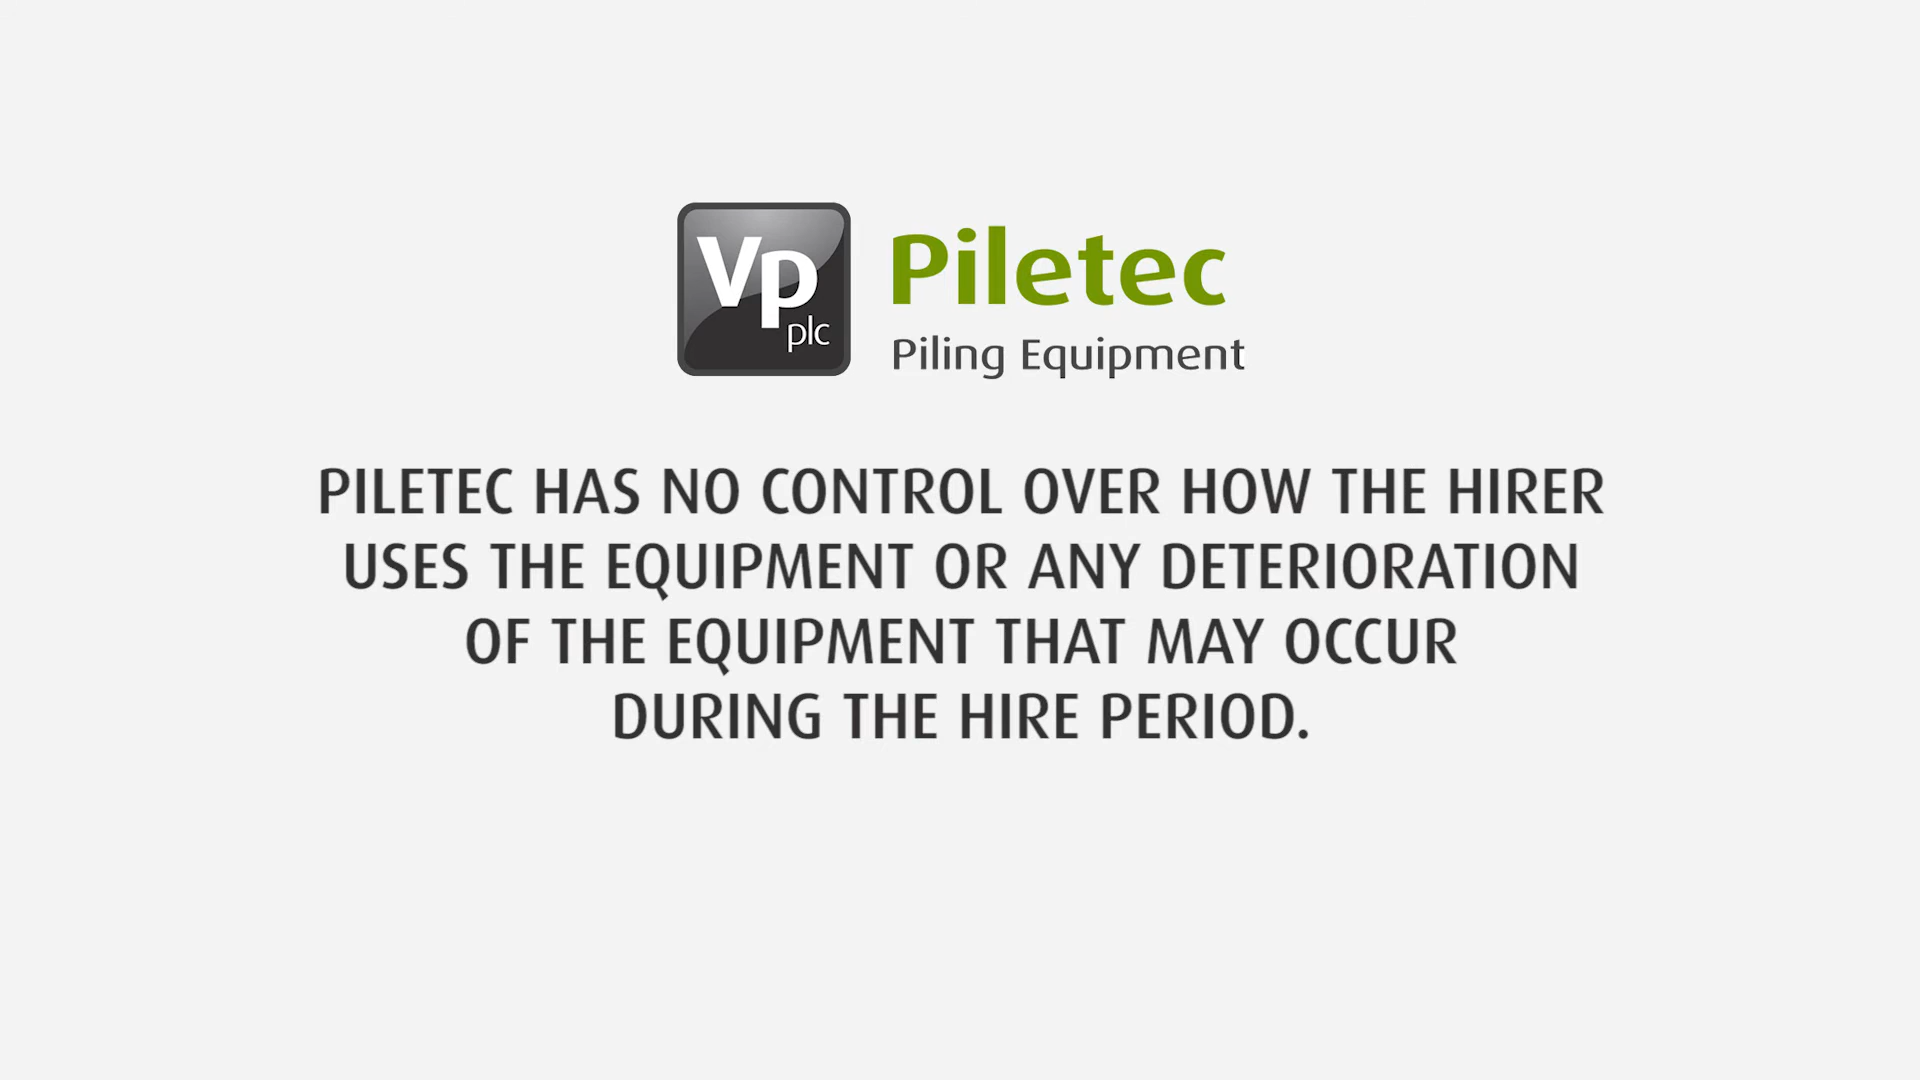 Vp
plc
Piletec
Piling Equipment
PILETEC HAS NO CONTROL OVER HOW THE HIRER
USES THE EQUIPMENT OR ANY DETERIORATION
OF THE EQUIPMENT THAT MAY OCCUR
DURING THE HIRE PERIOD.